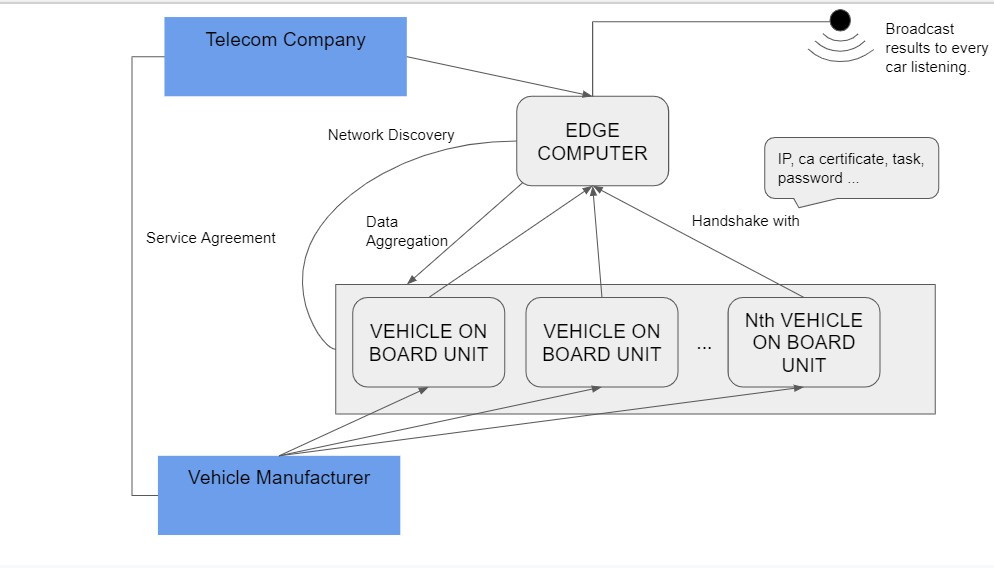 Telecom Company
Broadcast
results to every
car listening.
EDGE
COMPUTER
Network Discovery
IP, ca certificate, task,
password ...
Data
Aggregation
Handshake with
Service Agreement
VEHICLE ON
BOARD UNIT
VEHICLE ON
BOARD UNIT
...
Nth VEHICLE
ON BOARD
UNIT
Vehicle Manufacturer